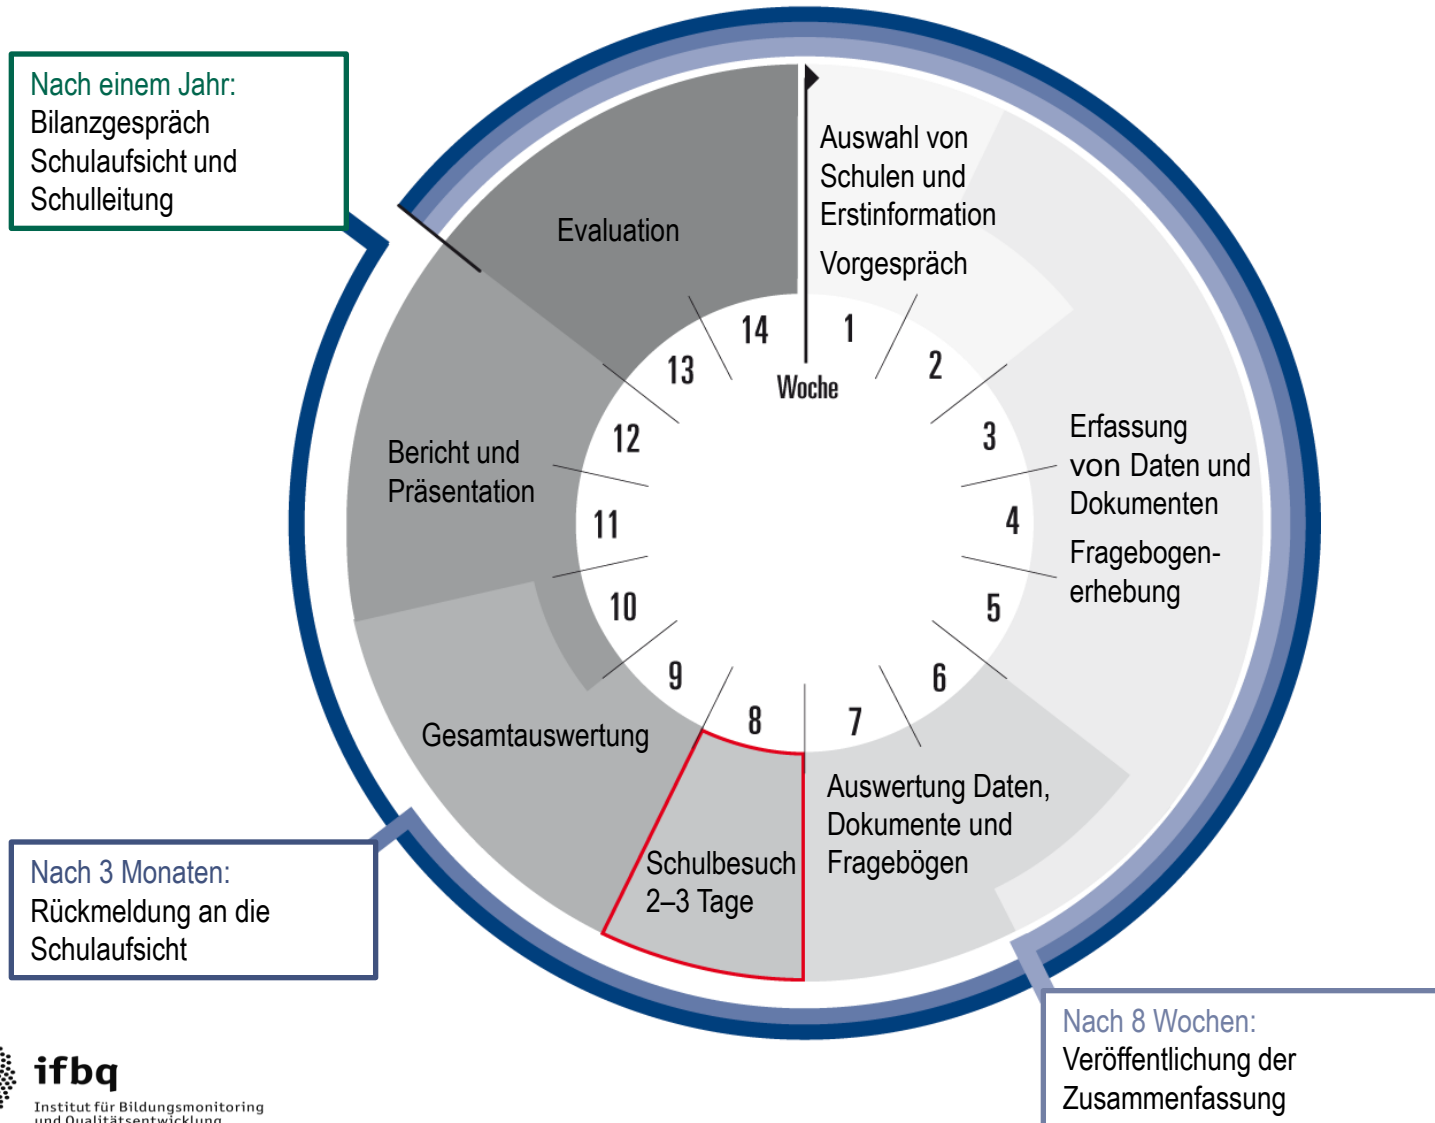 Nach einem Jahr:
Bilanzgespräch
Schulaufsicht und
Schulleitung
Auswahl von
Schulen und
Erstinformation
Vorgespräch
Evaluation
14
1
13
2
Woche
12
3
Bericht und
Präsentation
Erfassung
von Daten und
Dokumenten
11
4
Fragebogen-
erhebung
10
5
9
6
8
7
Gesamtauswertung
Auswertung Daten,
Dokumente und
Fragebögen
Schulbesuch
2–3 Tage
Nach 3 Monaten:
Rückmeldung an die
Schulaufsicht
Nach 8 Wochen:
Veröffentlichung der
Zusammenfassung
ifbq
Institut für Bildungsmonitoring
und Qualitätsentwicklung